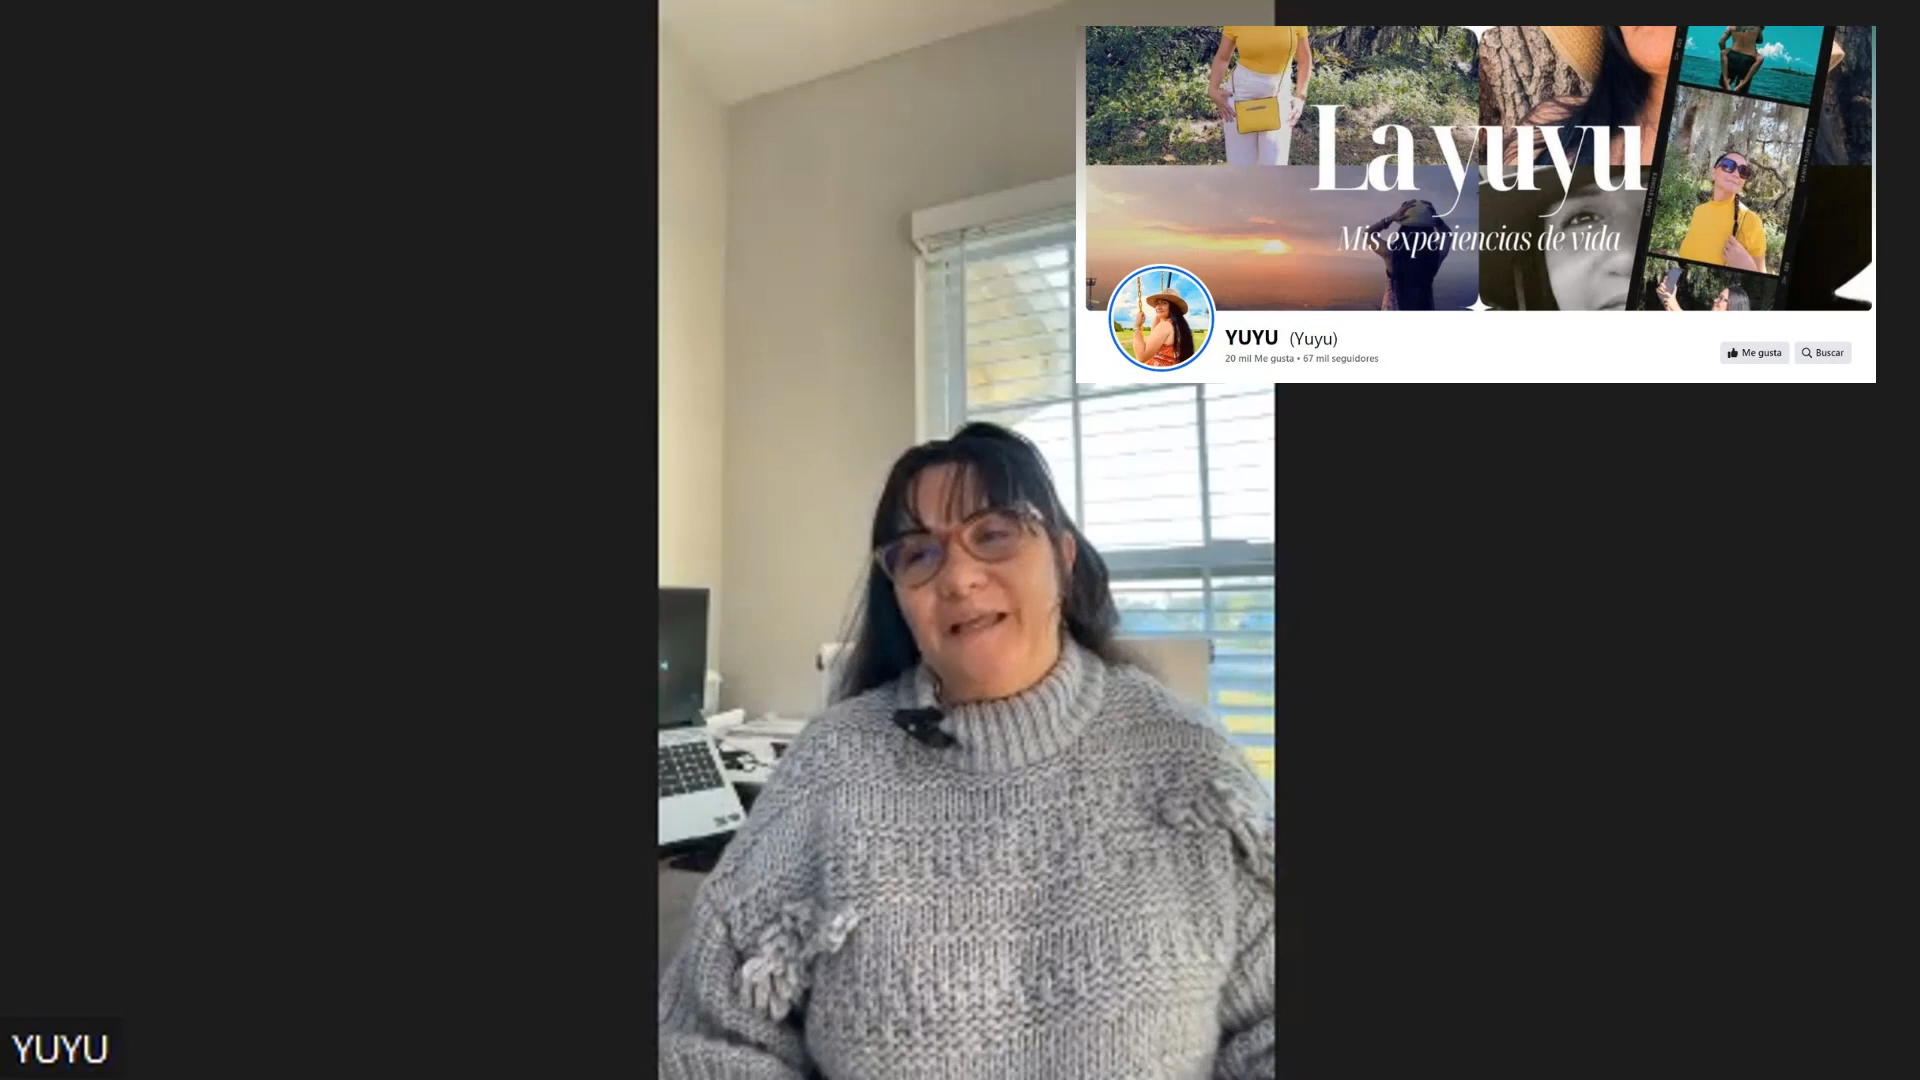 La yuyu
Mis experiencias de vida
YUYU (Yuyu)
20 mil Me gusta • 67 mil seguidores
Me gusta
Buscar
YUYU